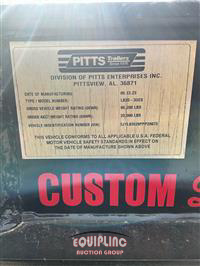 PITTS Trailers
DIVISION OF PITTS ENTERPRISES INC.
PITTSVIEW, AL. 36871
DATE OF MANUFACTURING:
TYPE / MODEL NUMBER:
GROSS VEHICLE WEIGHT RATING (GVWR):
GROSS AXLE WEIGHT RATING (GAWR):
VEHICLE INDENTIFICATION NUMBER (VIN):
THIS VEHICLE CONFORMS TO ALL APPLICABLE U.S.A. FEDERAL
MOTOR VEHICLE SAFETY STANDARDS IN EFFECT ON
THE DATE OF MANUFACTURE SHOWN ABOVE
CUSTOM
EQUIPLINC
AUCTION GROUP